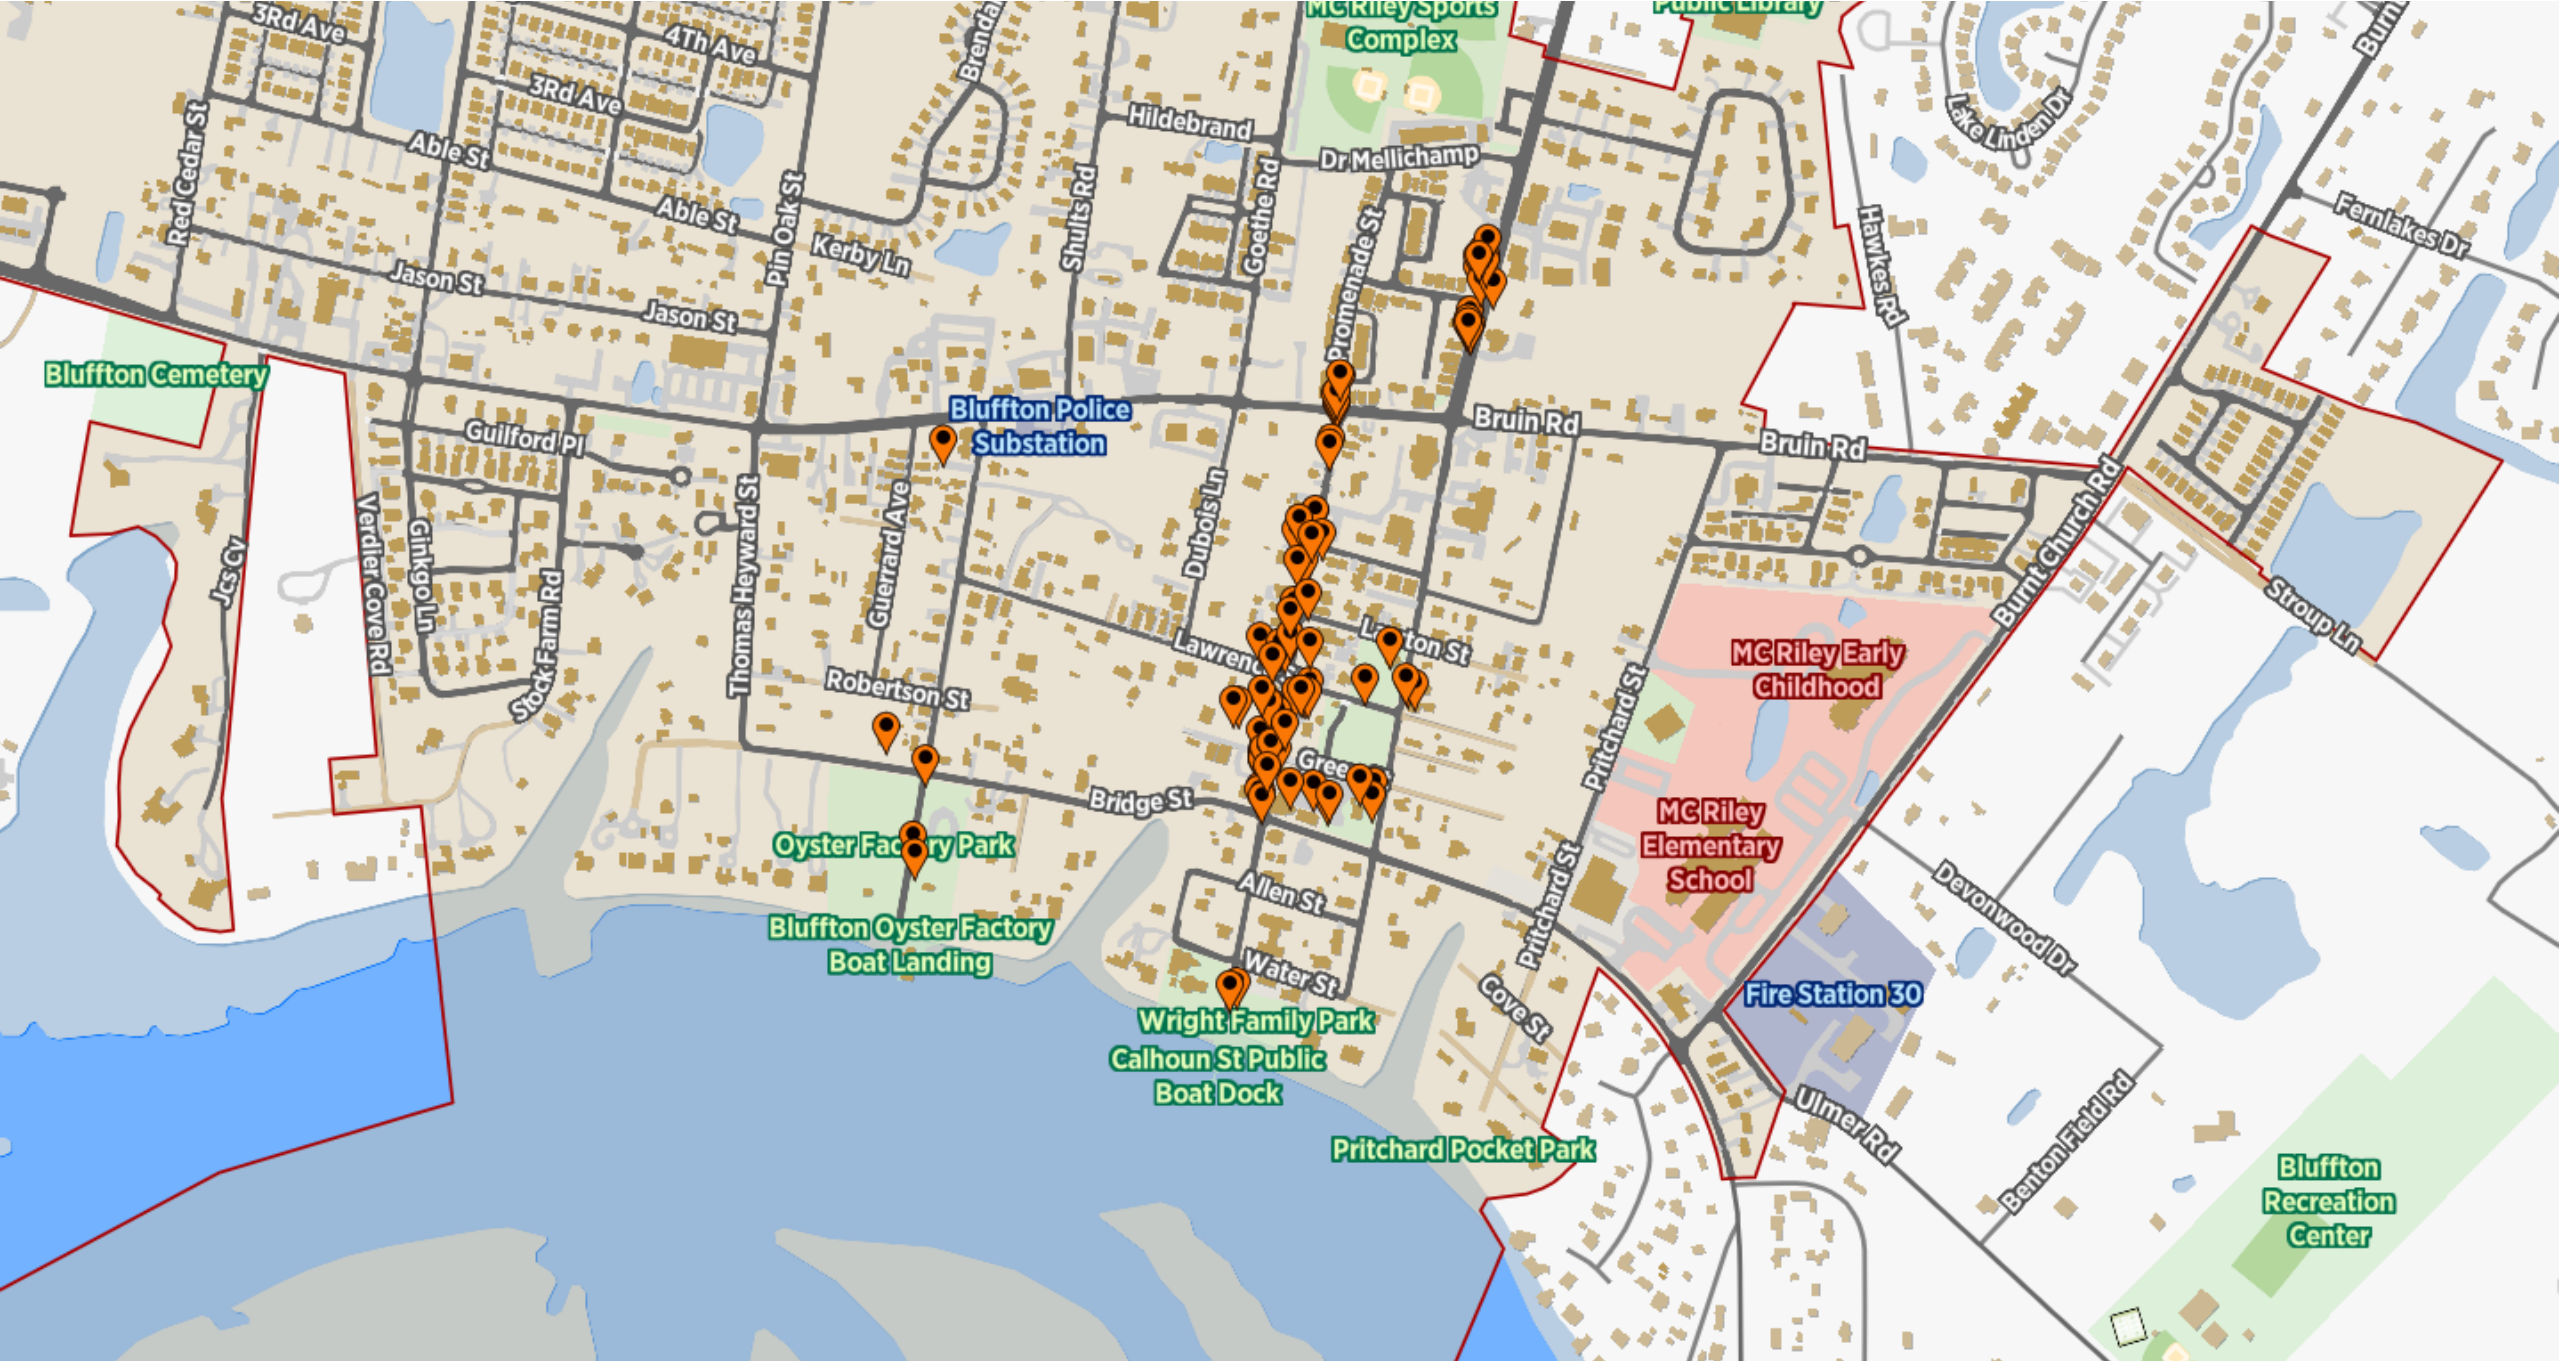 3Rd Ave
4Th Ave
3Rd Ave
MC Riley Sports
Complex
Public Library
Hildebrand
Dr Mellichamp
Lake Linden Dr
Red Cedar St
Able St
Able St
Pin Oak St
Kerby Ln
Shults Rd
Goethe Rd
Promenade St
Hawkes Rd
Fernlakes Dr
Jason St
Jason St
Bluffton Cemetery
Bluffton Police
Substation
Bruin Rd
Bruin Rd
Guilford Pl
Verdier Cove Rd
Ginkgo Ln
Stock Farm Rd
Jcs Cv
Thomas Heyward St
Guerrard Ave
Dubois Ln
Burnt Church Rd
Stroup Ln
Robertson St
MC Riley Early
Childhood
Pritchard St
Bridge St
MC Riley
Elementary
School
Oyster Factory Park
Allen St
Pritchard St
Devonwood Dr
Bluffton Oyster Factory
Boat Landing
Water St
Cove St
Fire Station 30
Wright Family Park
Calhoun St Public
Boat Dock
Pritchard Pocket Park
Ulmer Rd
Benton Field Rd
Bluffton
Recreation
Center